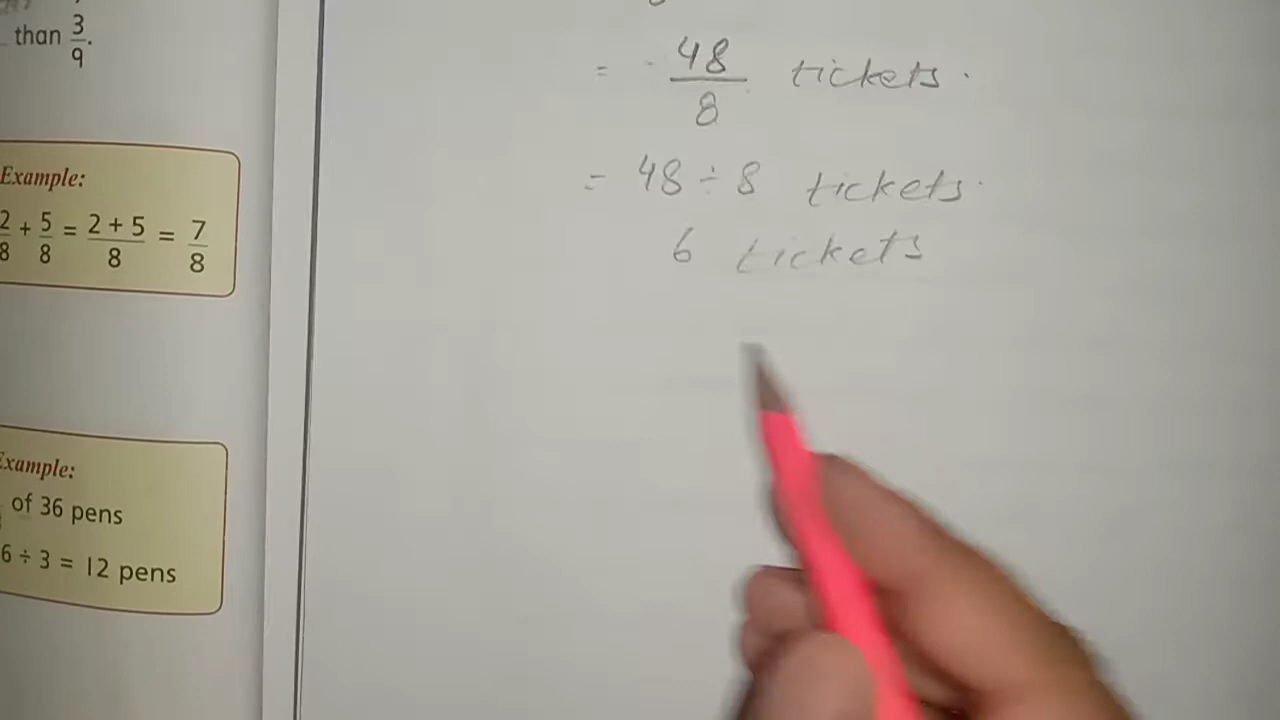 than 3/9.
Example:
2/8 + 5/8 = 2 + 5/8 = 7/8
Example:
of 36 pens
6 ÷ 3 = 12 pens
= 48/8 tickets.
= 48 ÷ 8 tickets.
6 tickets